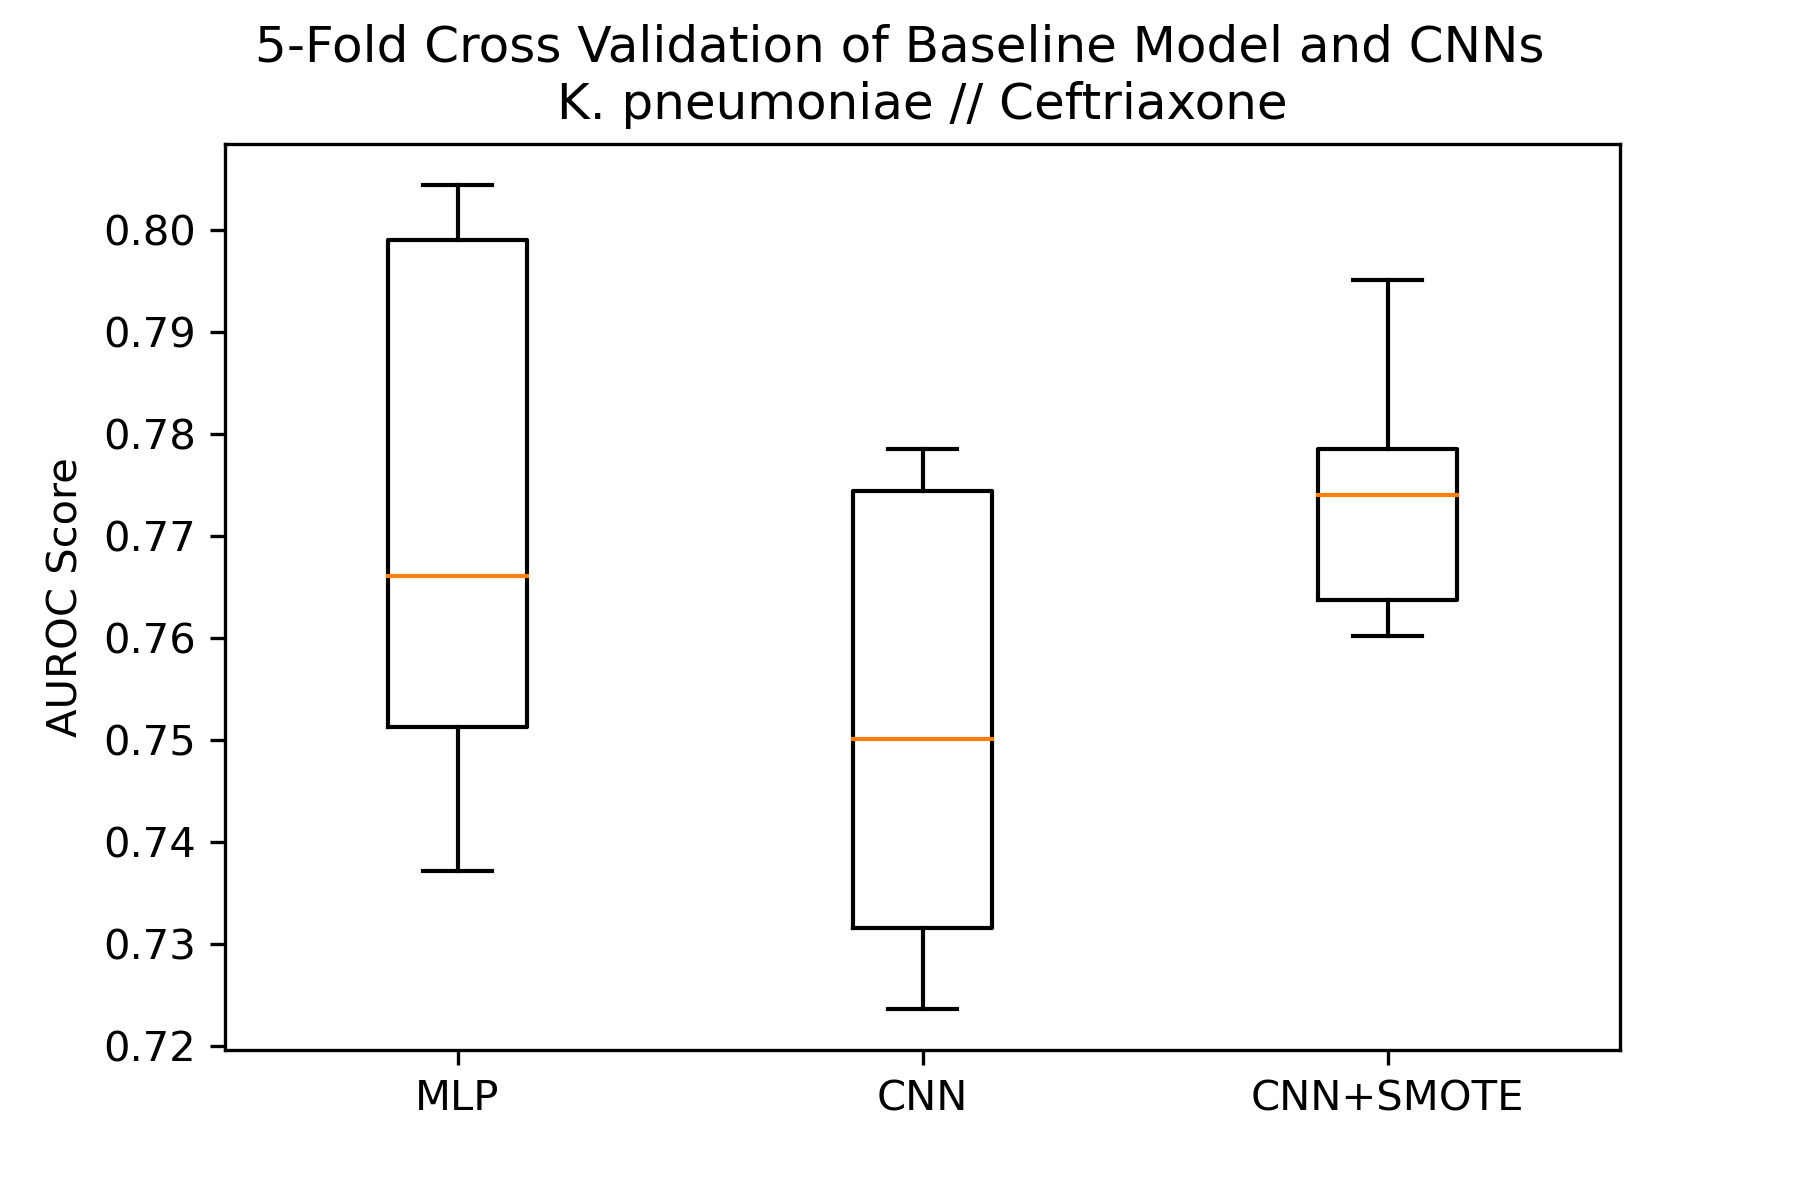 5-Fold Cross Validation of Baseline Model and CNNs
K. pneumoniae // Ceftriaxone
AUROC Score
0.80
0.79
0.78
0.77
0.76
0.75
0.74
0.73
0.72
MLP
CNN
CNN+SMOTE